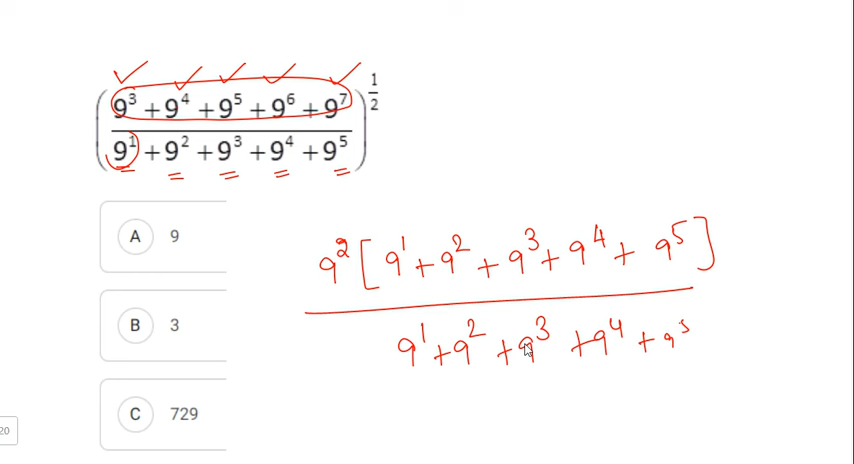 (9³ + 9⁴ + 9⁵ + 9⁶ + 9⁷ / 9¹ + 9² + 9³ + 9⁴ + 9⁵)^1/2
A 9
B 3
C 729
9² [9¹ + 9² + 9³ + 9⁴ + 9⁵]
9¹ + 9² + 9³ + 9⁴ + 9⁵
20